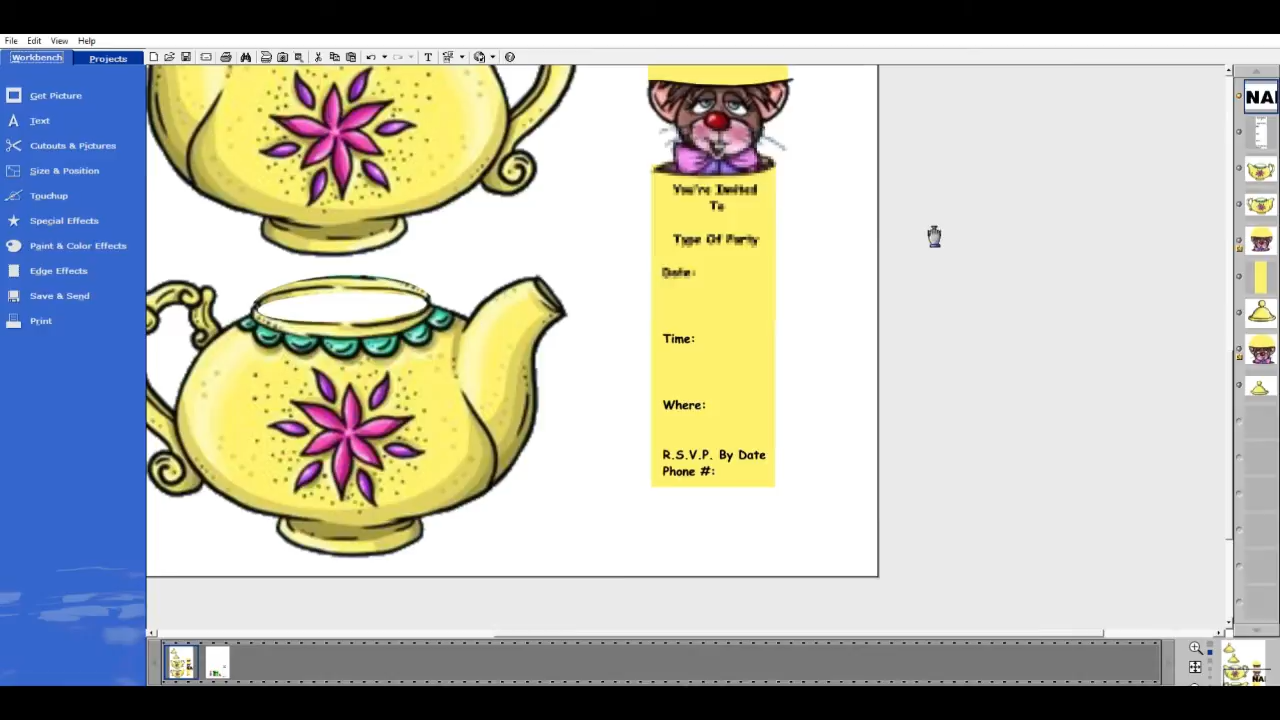 File Edit View Help
Workbench Projects
Get Picture
Text
Cutouts & Pictures
Size & Position
Touchup
Special Effects
Paint & Color Effects
Edge Effects
Save & Send
Print
You're Invited
To
Type Of Party
Date:
Time:
Where:
R.S.V.P. By Date
Phone #: